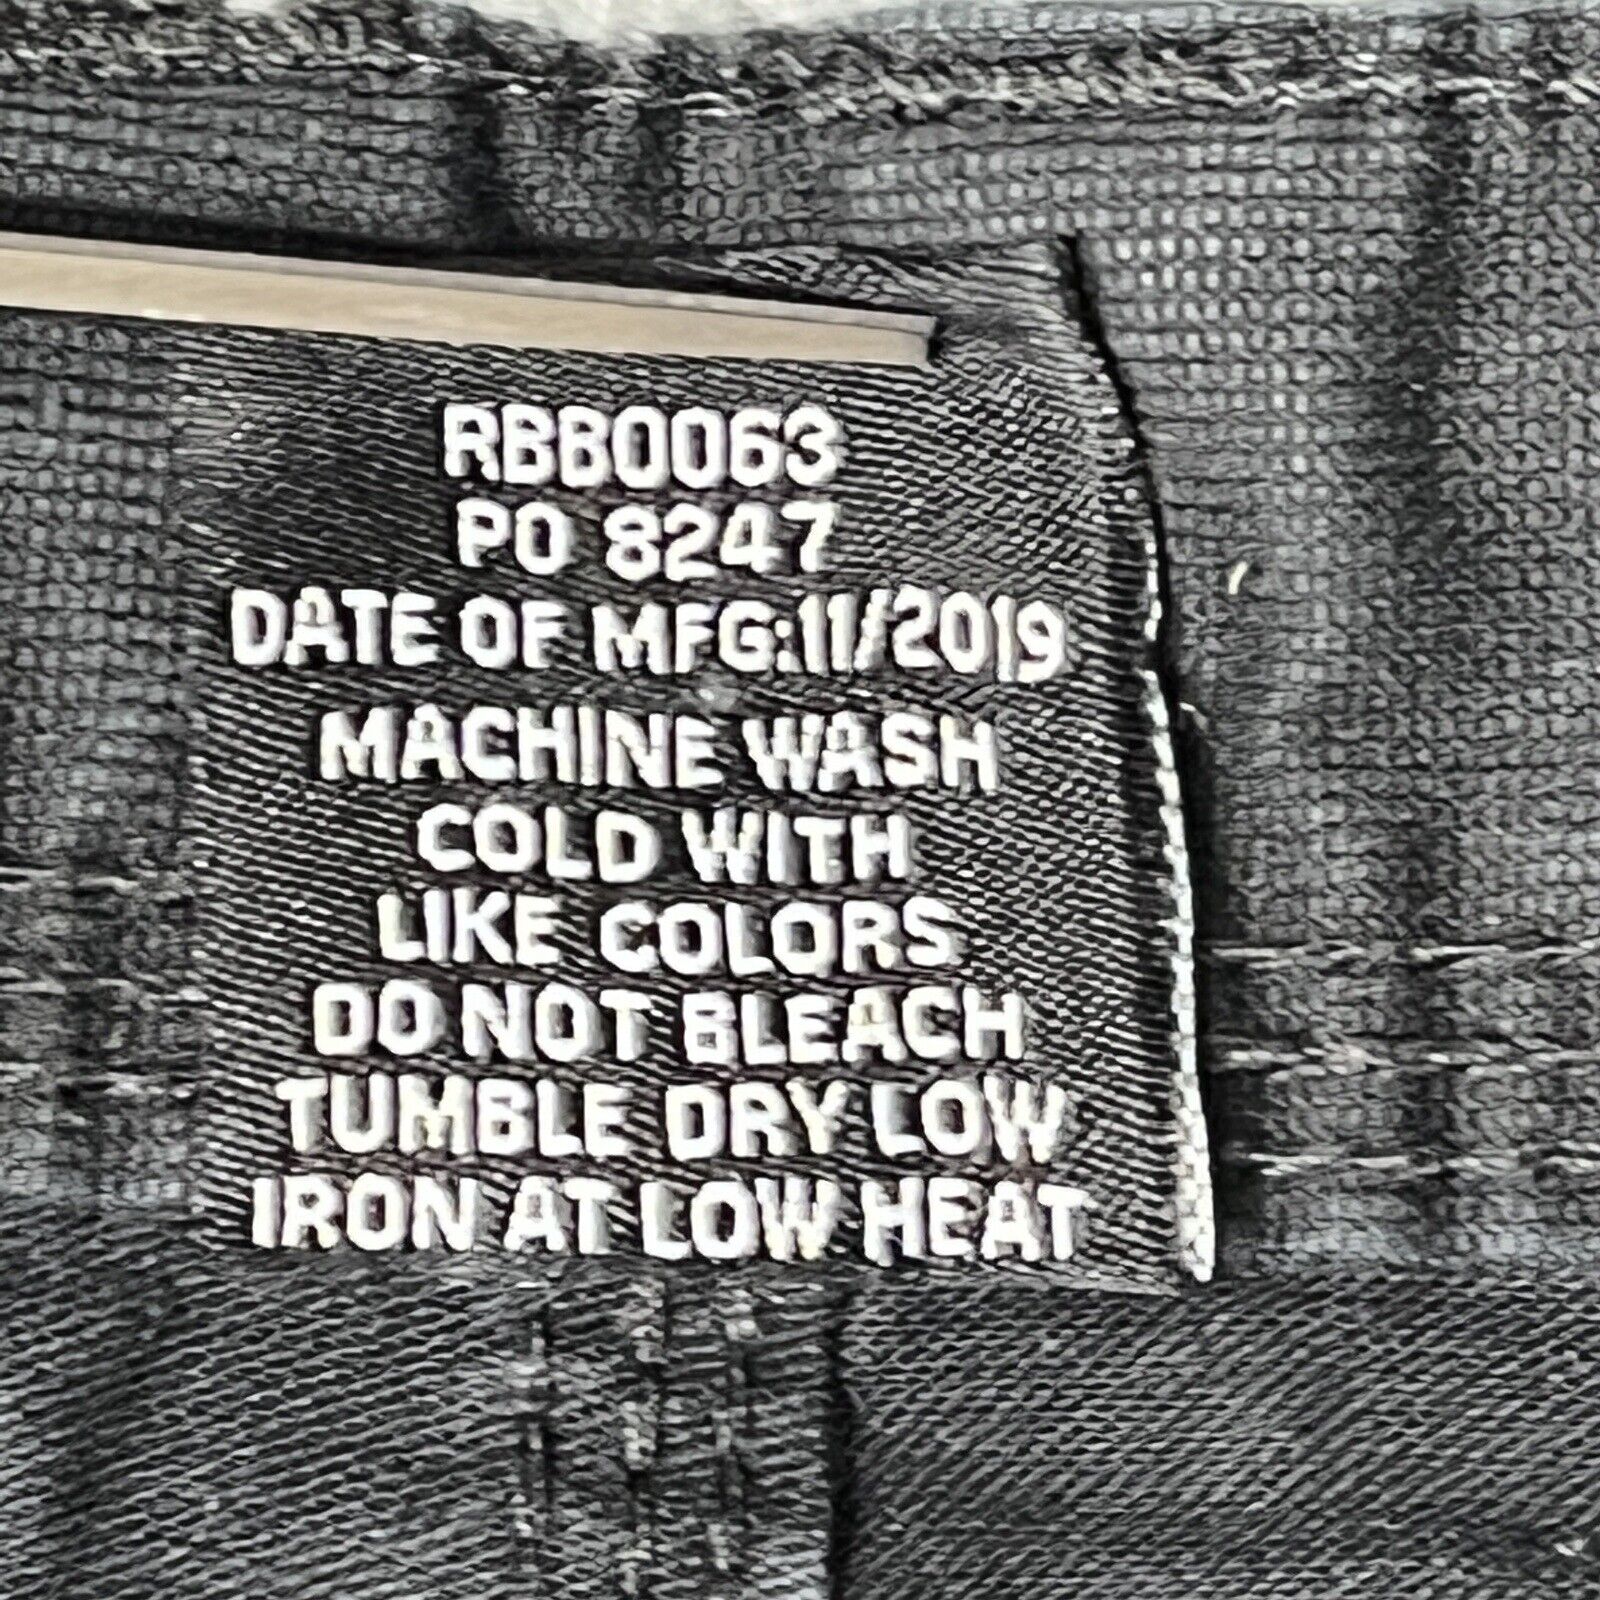 RBB0063
PO 8247
DATE OF MFG:11/2019
MACHINE WASH
COLD WITH
LIKE COLORS
DO NOT BLEACH
TUMBLE DRY LOW
IRON AT LOW HEAT